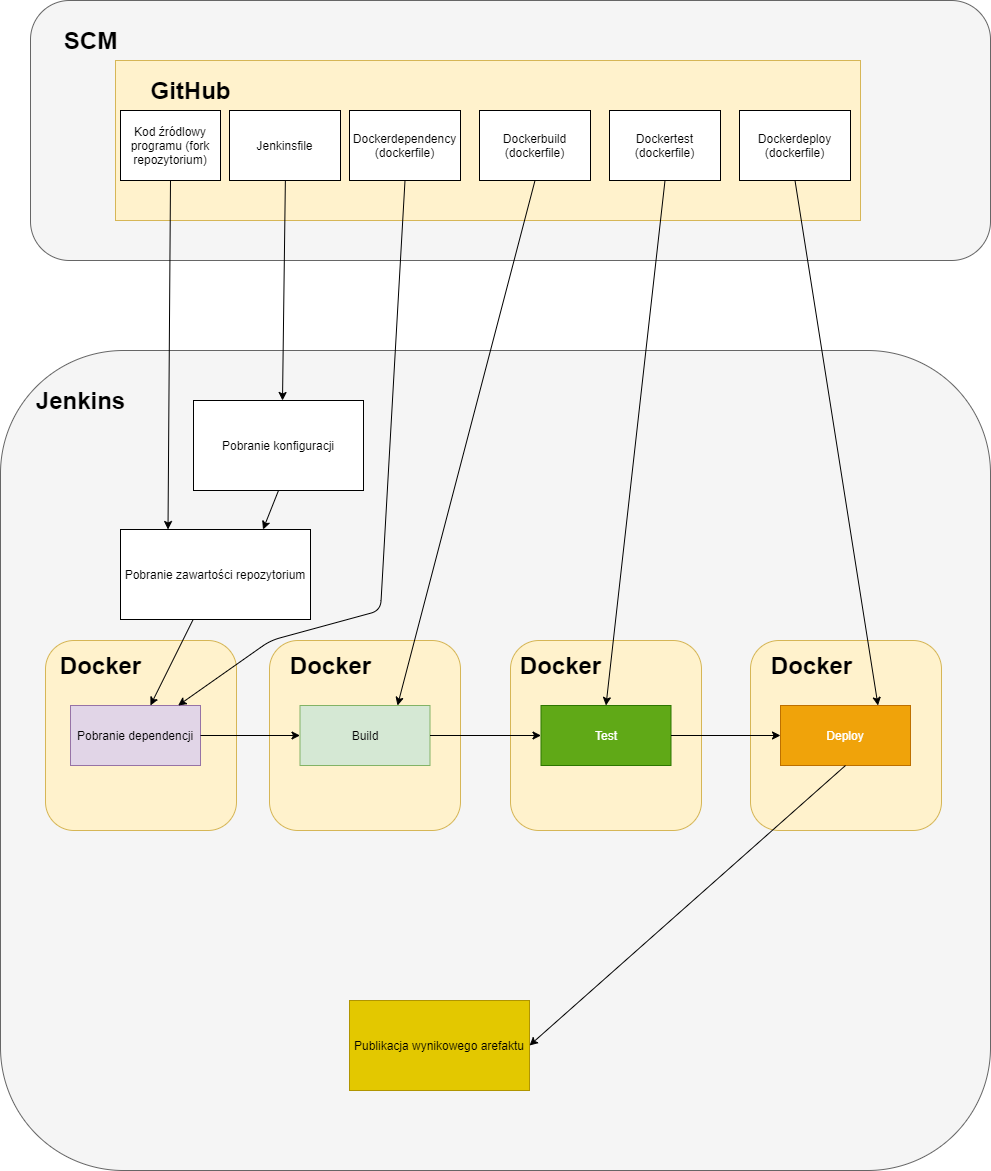 SCM
GitHub
Kod źródlowy
programu (fork
repozytorium)
Jenkinsfile
Dockerdependency
(dockerfile)
Dockerbuild
(dockerfile)
Dockertest
(dockerfile)
Dockerdeploy
(dockerfile)
Jenkins
Pobranie konfiguracji
Pobranie zawartości repozytorium
Docker
Docker
Docker
Docker
Pobranie dependencji
Build
Test
Deploy
Publikacja wynikowego arefaktu